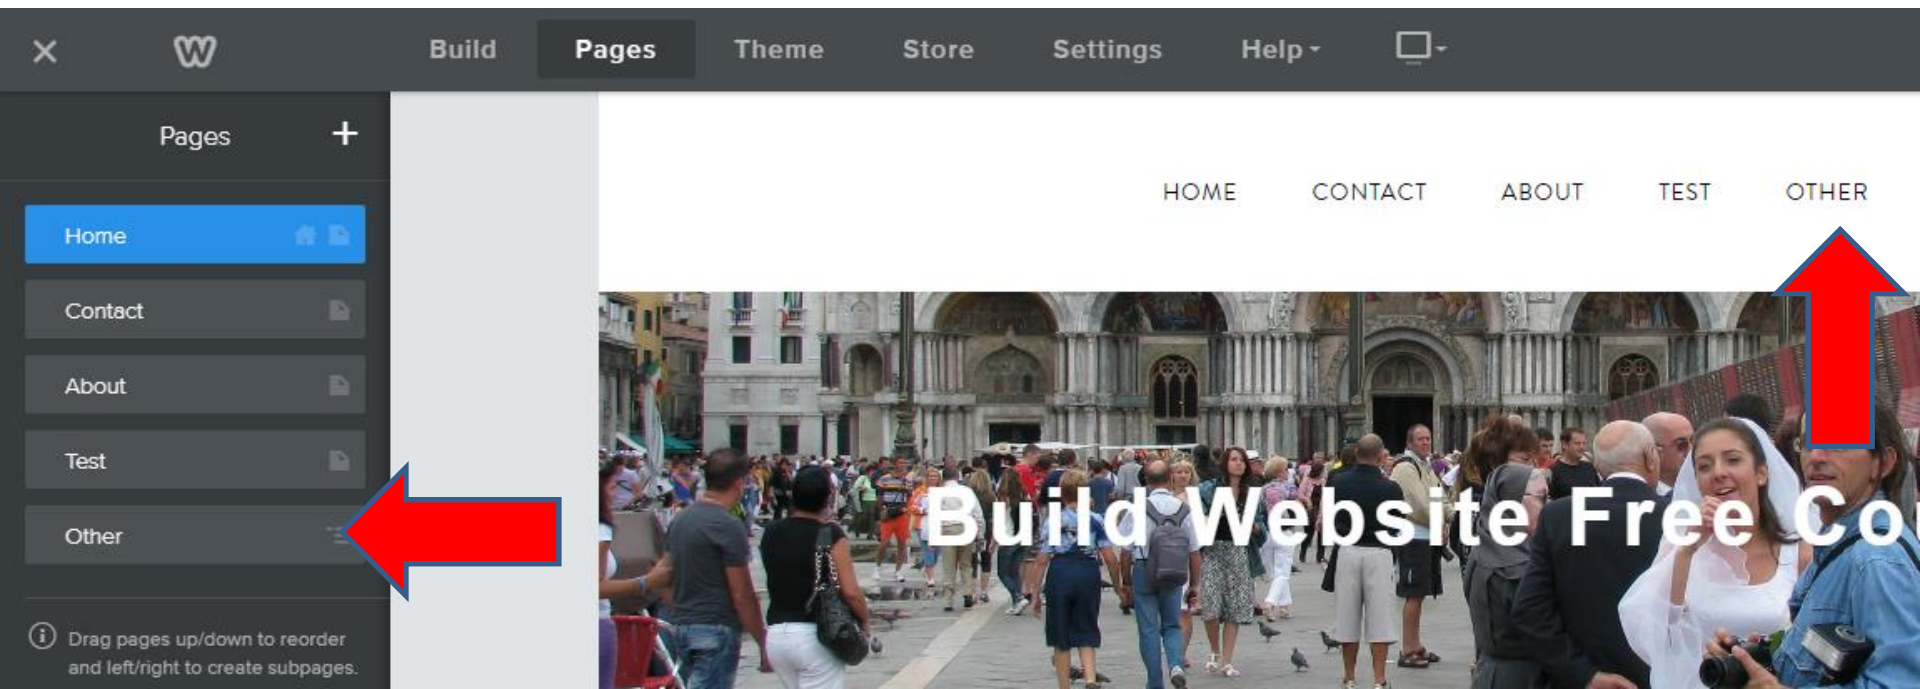 Build Pages Theme Store Settings Help
Pages +
HOME CONTACT ABOUT TEST OTHER
Home
Contact
About
Test
Other
Drag pages up/down to reorder
and left/right to create subpages.
Build Website Free Co